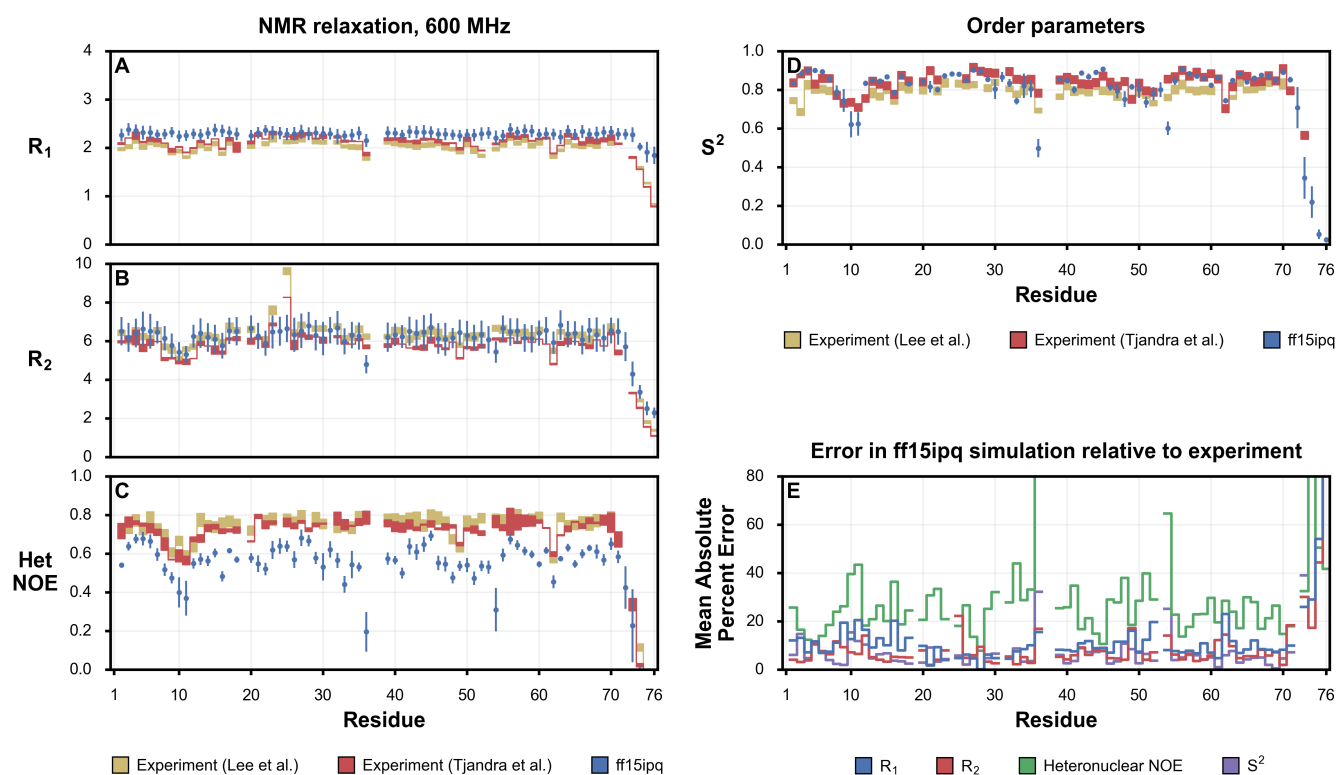 NMR relaxation, 600 MHz
A
R1
4
3
2
1
0
B
R2
10
8
6
4
2
0
C
Het
NOE
1.0
0.8
0.6
0.4
0.2
0.0
1 10 20 30 40 50 60 70 76
Residue
Experiment (Lee et al.) Experiment (Tjandra et al.) ff15ipq
Order parameters
D
S2
1.0
0.8
0.6
0.4
0.2
0.0
1 10 20 30 40 50 60 70 76
Residue
Experiment (Lee et al.) Experiment (Tjandra et al.) ff15ipq
Error in ff15ipq simulation relative to experiment
E
Mean Absolute
Percent Error
80
60
40
20
0
1 10 20 30 40 50 60 70 76
Residue
R1 R2 Heteronuclear NOE S2